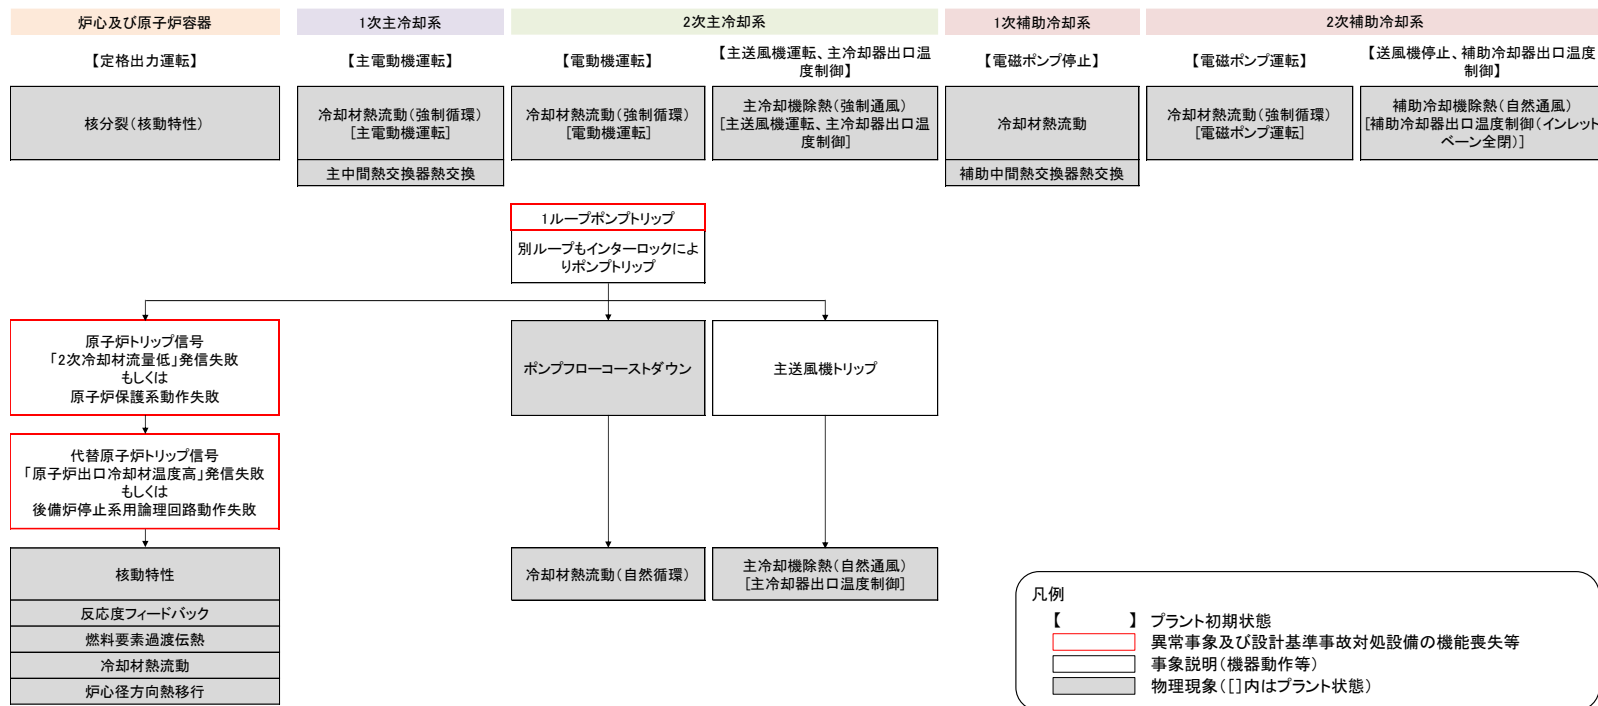 炉心及び原子炉容器
1次主冷却系
2次主冷却系
1次補助冷却系
2次補助冷却系
【定格出力運転】
【主電動機運転】
【電動機運転】
【主送風機運転、主冷却器出口温
度制御】
【電磁ポンプ停止】
【電磁ポンプ運転】
【送風機停止、補助冷却器出口温度
制御】
核分裂(核動特性)
冷却材熱流動(強制循環)
[主電動機運転]
冷却材熱流動(強制循環)
[電動機運転]
主冷却機除熱(強制通風)
[主送風機運転、主冷却器出口温
度制御]
冷却材熱流動
冷却材熱流動(強制循環)
[電磁ポンプ運転]
補助冷却機除熱(自然通風)
[補助冷却器出口温度制御(インレット
ベーン全閉)]
主中間熱交換器熱交換
補助中間熱交換器熱交換
1ループポンプトリップ
別ループもインターロックによ
りポンプトリップ
原子炉トリップ信号
「2次冷却材流量低」発信失敗
もしくは
原子炉保護系動作失敗
ポンプフローコーストダウン
主送風機トリップ
代替原子炉トリップ信号
「原子炉出口冷却材温度高」発信失敗
もしくは
後備炉停止系用論理回路動作失敗
核動特性
反応度フィードバック
燃料要素過渡伝熱
冷却材熱流動
炉心径方向熱移行
冷却材熱流動(自然循環)
主冷却機除熱(自然通風)
[主冷却器出口温度制御]
凡例
【 】 プラント初期状態
異常事象及び設計基準事故対処設備の機能喪失等
事象説明(機器動作等)
物理現象([]内はプラント状態)